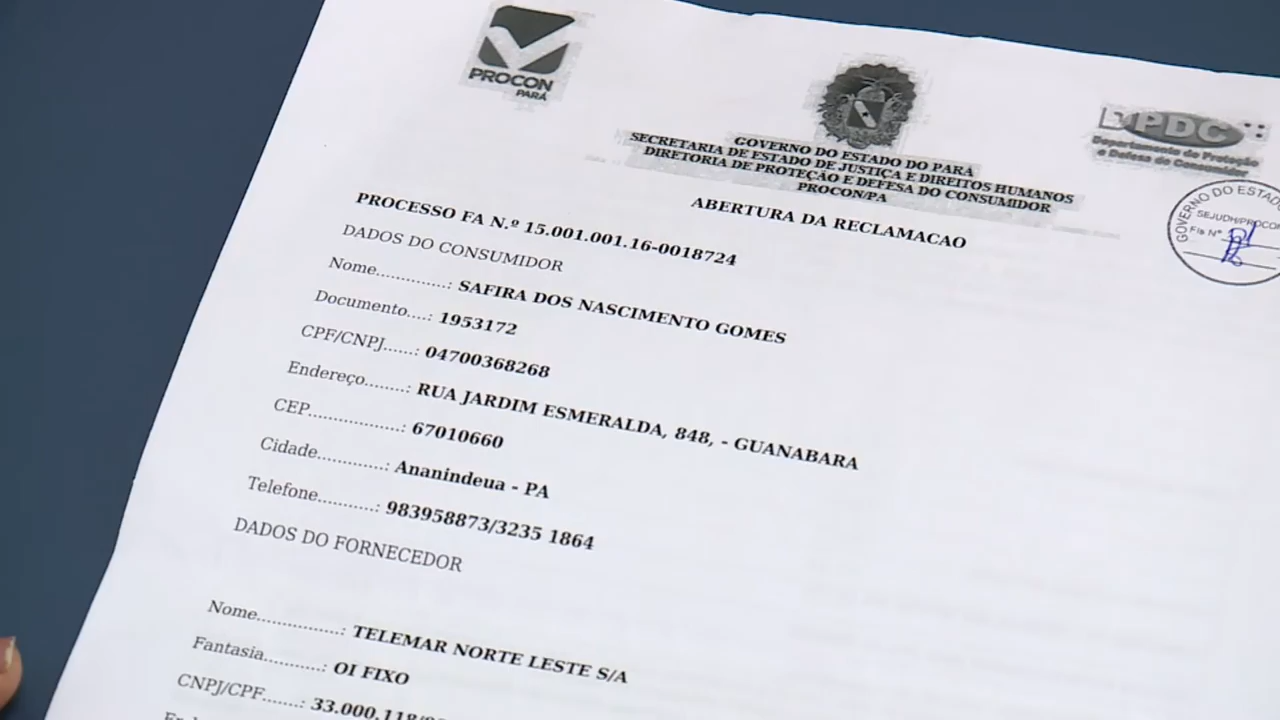 PROCON
PARÁ
DPDC
Departamento de Proteção
e Defesa do Consumidor
GOVERNO DO ESTADO DO PARÁ
SECRETARIA DE ESTADO DE JUSTIÇA E DIREITOS HUMANOS
DIRETORIA DE PROTEÇÃO E DEFESA DO CONSUMIDOR
PROCON/PA
GOVERNO DO ESTA
SEJUDH/PROCON
Fls Nº
ABERTURA DA RECLAMACAO
PROCESSO FA N.º 15.001.001.16-0018724
DADOS DO CONSUMIDOR
Nome................: SAFIRA DOS NASCIMENTO GOMES
Documento....: 1953172
CPF/CNPJ......: 04700368268
Endereço........: RUA JARDIM ESMERALDA, 848, - GUANABARA
CEP..................: 67010660
Cidade.............: Ananindeua - PA
Telefone...........: 983958873/3235 1864
DADOS DO FORNECEDOR
Nome................: TELEMAR NORTE LESTE S/A
Fantasia...........: OI FIXO
CNPJ/CPF.......: 33.000.118/